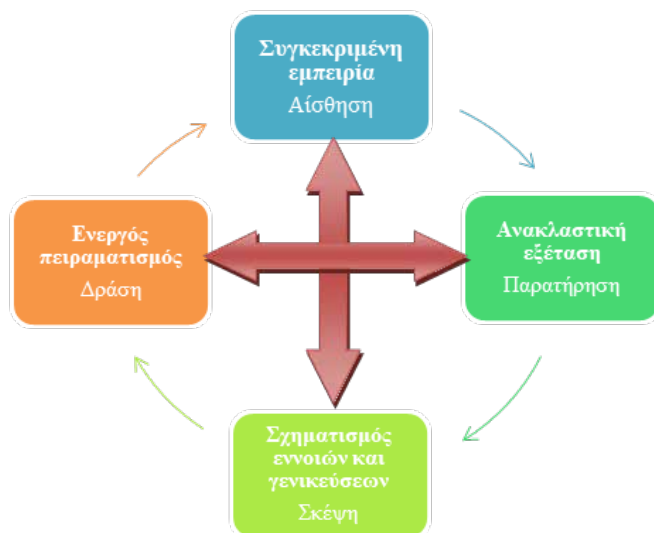 Συγκεκριμένη
εμπειρία
Αίσθηση
Ενεργός
πειραματισμός
Δράση
Ανακλαστική
εξέταση
Παρατήρηση
Σχηματισμός
εννοιών και
γενικεύσεων
Σκέψη